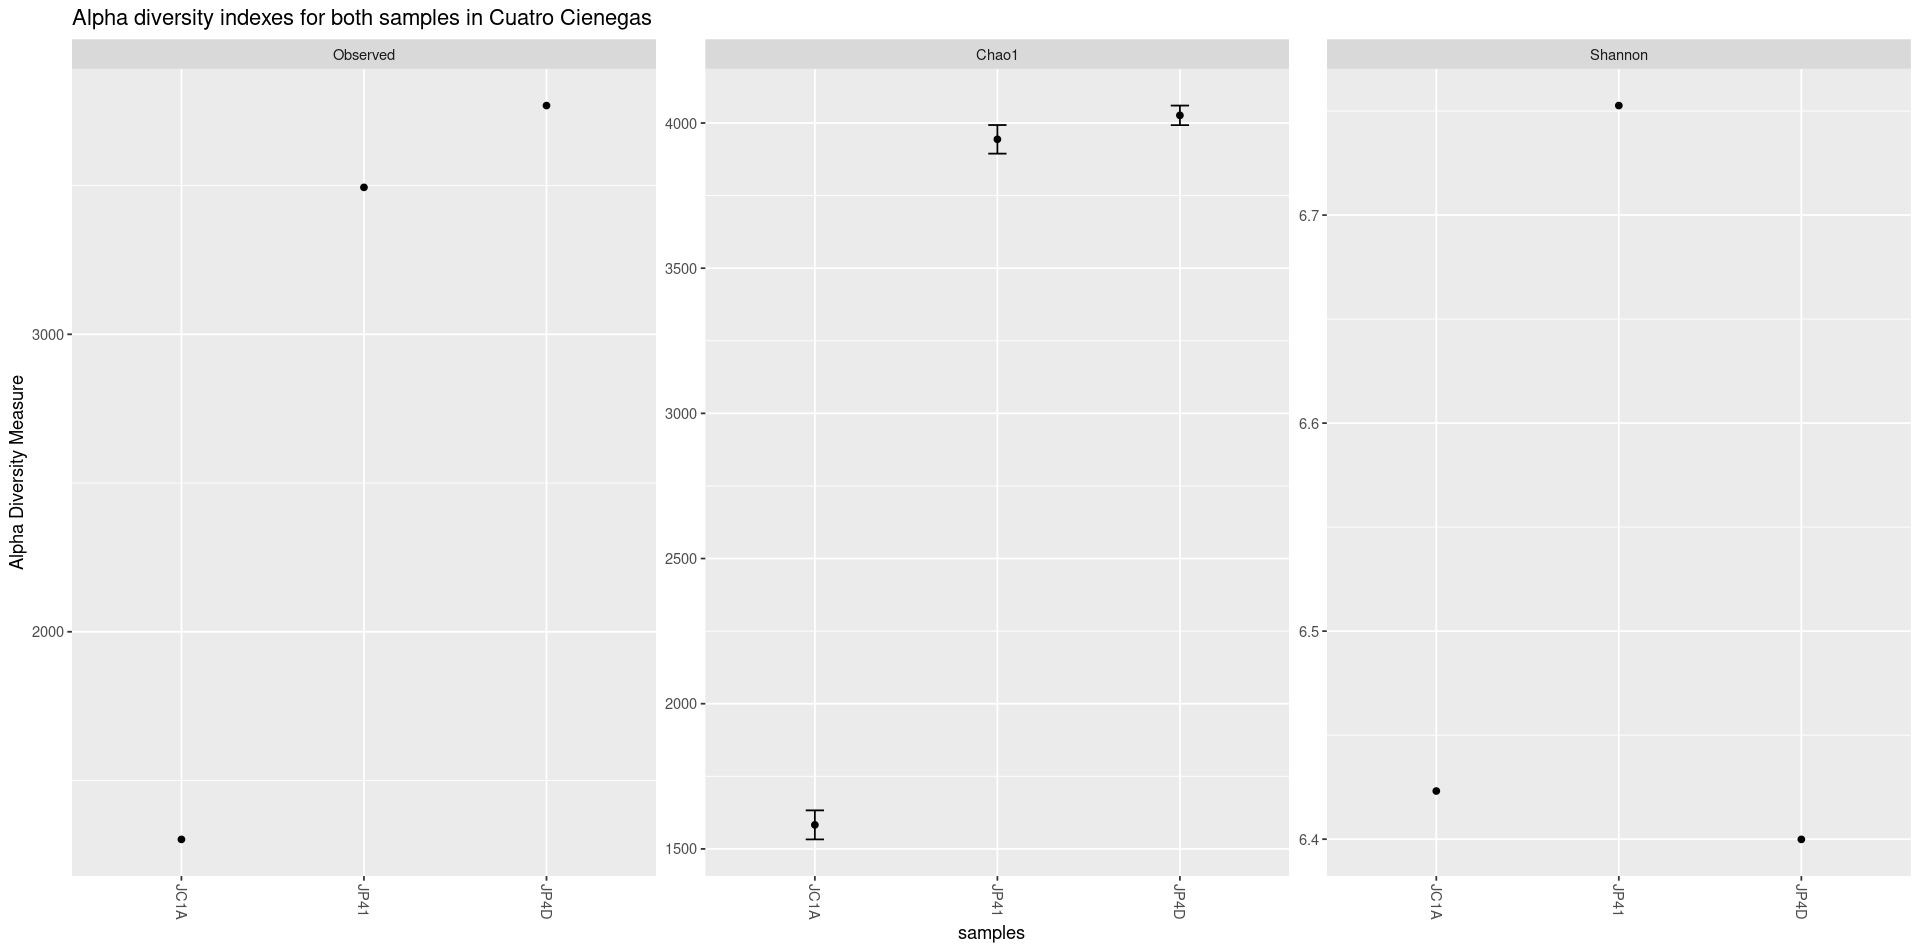 Alpha diversity indexes for both samples in Cuatro Cienegas
Observed
Chao1
Shannon
Alpha Diversity Measure
3000
2000
4000
3500
3000
2500
2000
1500
6.7
6.6
6.5
6.4
JC1A
JP41
JP4D
JC1A
JP41
JP4D
JC1A
JP41
JP4D
samples